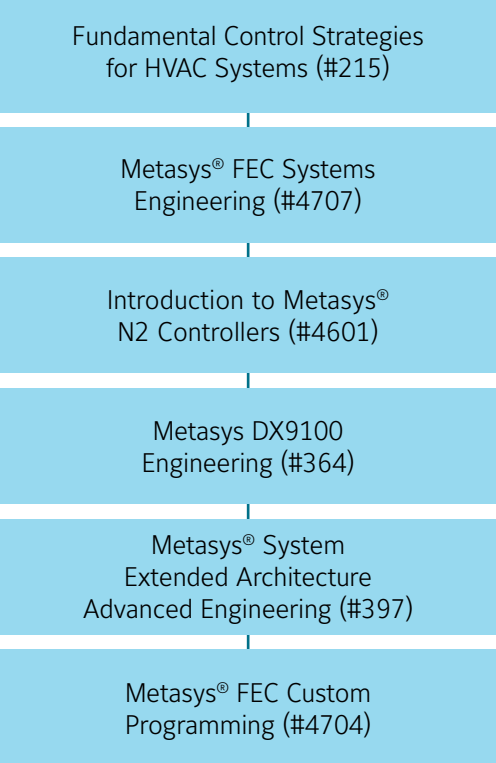 Fundamental Control Strategies
for HVAC Systems (#215)
Metasys® FEC Systems
Engineering (#4707)
Introduction to Metasys®
N2 Controllers (#4601)
Metasys DX9100
Engineering (#364)
Metasys® System
Extended Architecture
Advanced Engineering (#397)
Metasys® FEC Custom
Programming (#4704)